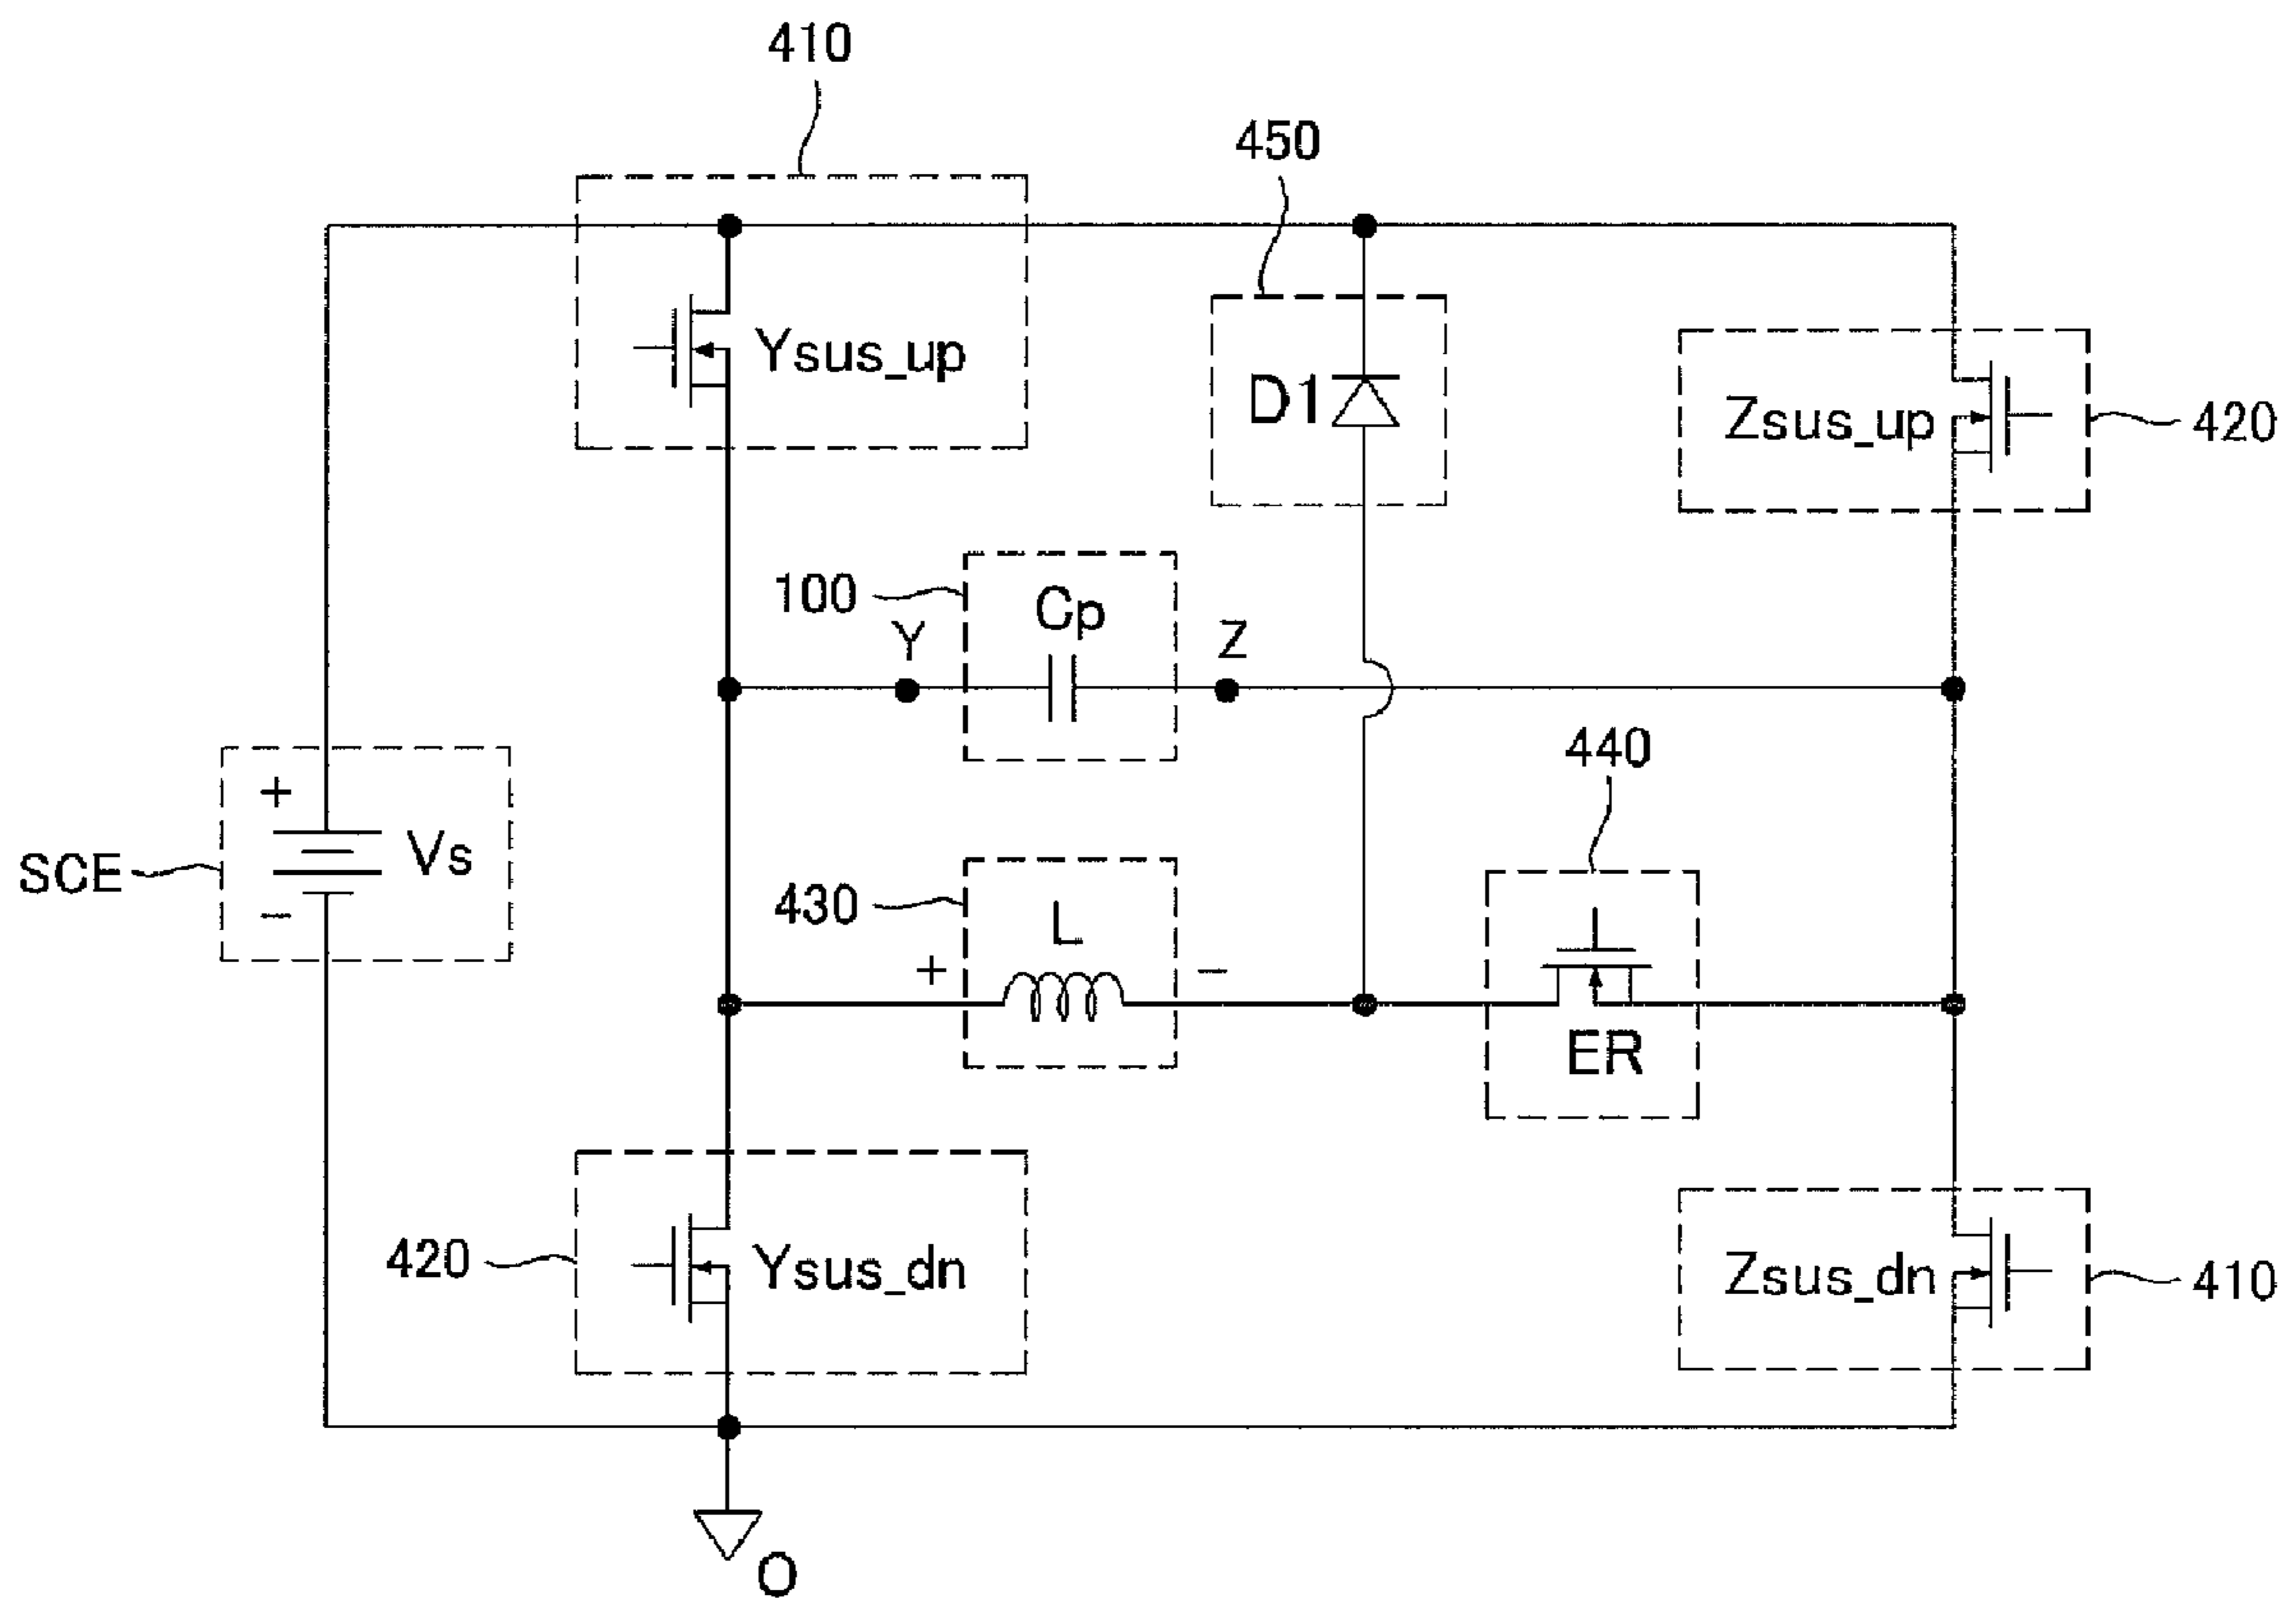 410
450
Ysus_up
D1
Zsus_up
420
100
Cp
Y
Z
440
+
Vs
SCE
−
430
L
+
−
ER
420
Ysus_dn
Zsus_dn
410
O